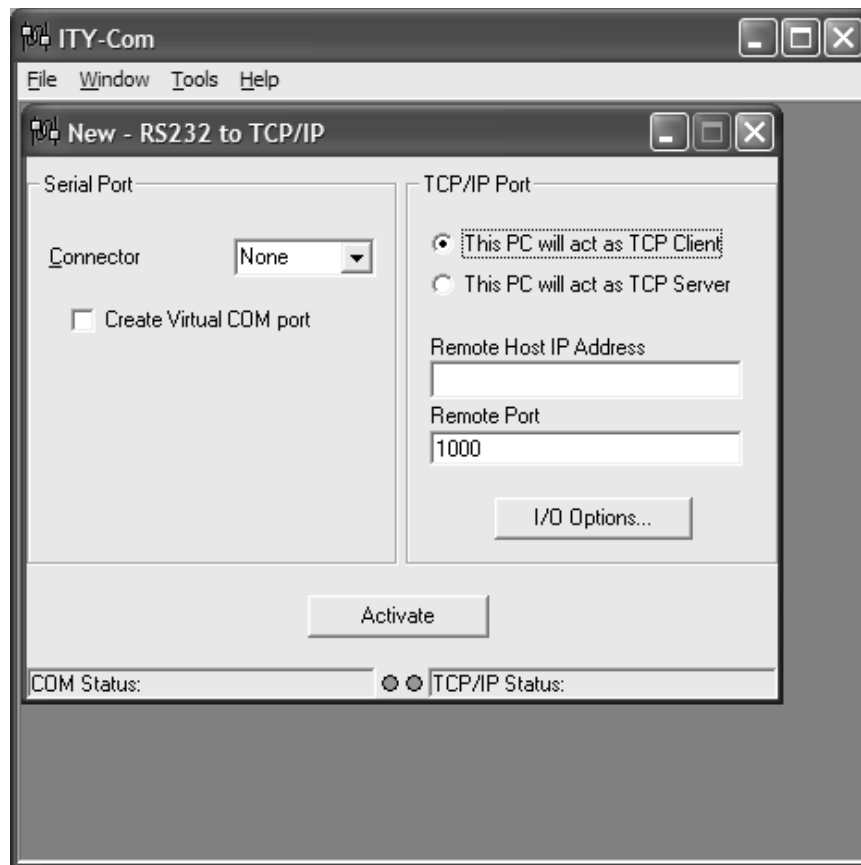 ITY-Com
File Window Tools Help
New - RS232 to TCP/IP
Serial Port
Connector None
Create Virtual COM port
TCP/IP Port
This PC will act as TCP Client
This PC will act as TCP Server
Remote Host IP Address
Remote Port
1000
I/O Options...
Activate
COM Status:
TCP/IP Status: